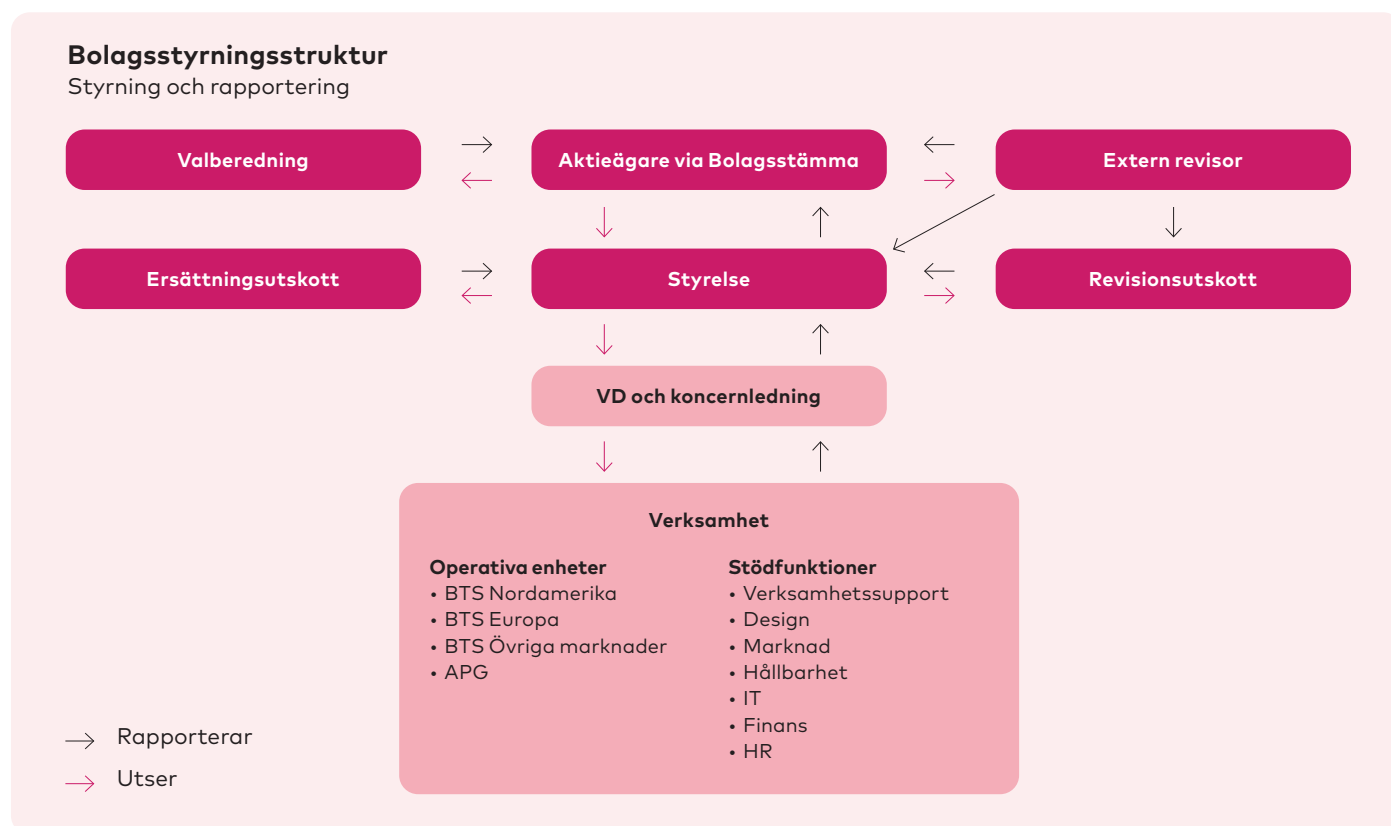 Bolagsstyrningsstruktur
Styrning och rapportering
Valberedning
Aktieägare via Bolagsstämma
Extern revisor
Ersättningsutskott
Styrelse
Revisionsutskott
VD och koncernledning
Verksamhet
Operativa enheter
• BTS Nordamerika
• BTS Europa
• BTS Övriga marknader
• APG
Stödfunktioner
• Verksamhetssupport
• Design
• Marknad
• Hållbarhet
• IT
• Finans
• HR
Rapporterar
Utser